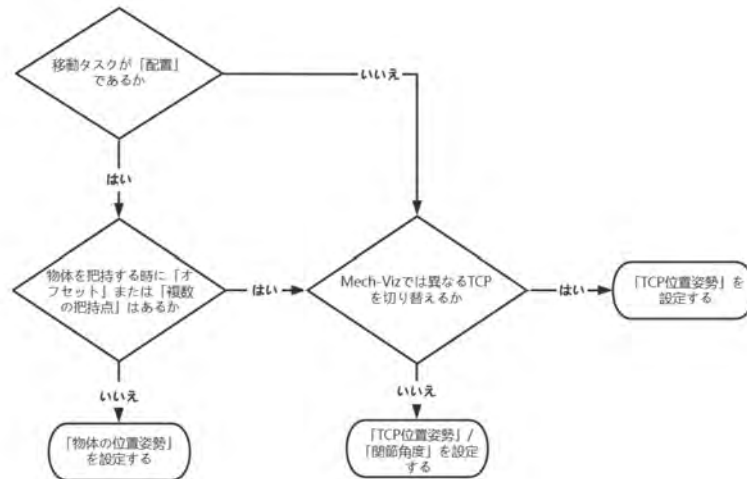 移動タスクが「配置」
であるか
いいえ
はい
物体を把持する時に「オ
フセット」または「複数
の把持点」はあるか
はい
Mech-Vizでは異なるTCP
を切り替えるか
はい
「TCP位置姿勢」を
設定する
いいえ
いいえ
「物体の位置姿勢」
を設定する
「TCP位置姿勢」/
「関節角度」を設定
する